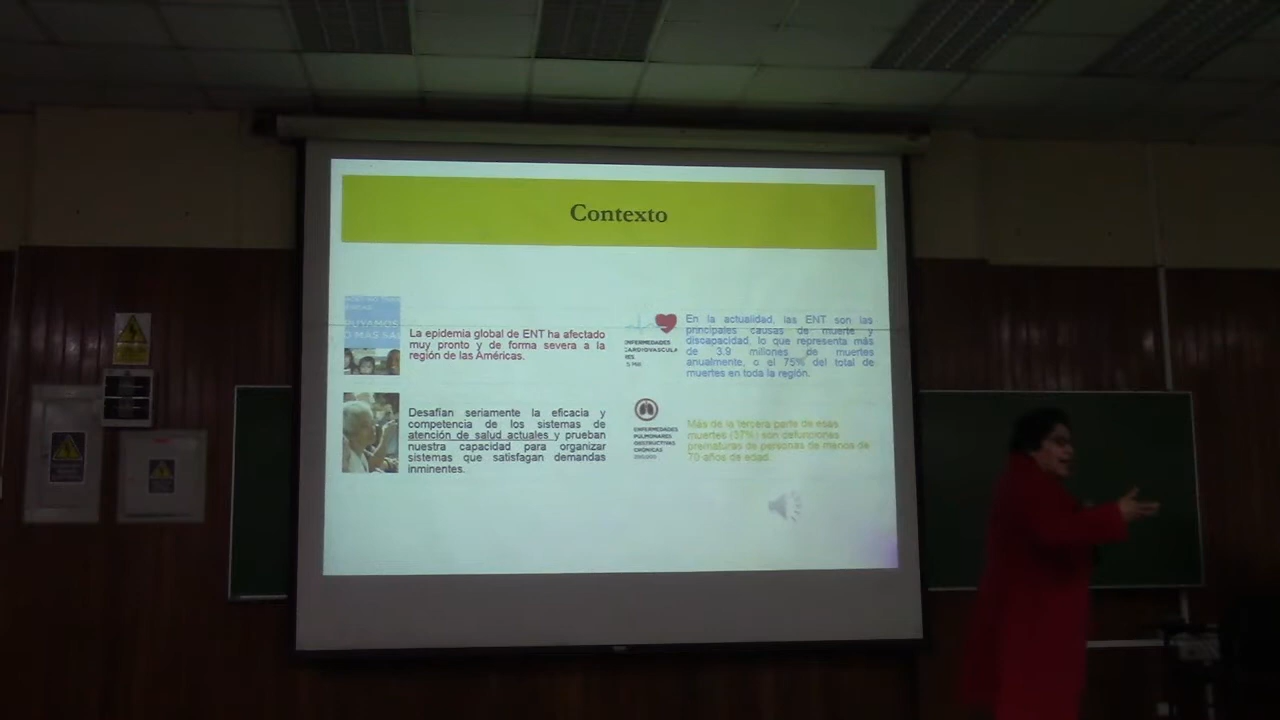 Contexto
La epidemia global de ENT ha afectado
muy pronto y de forma severa a la
región de las Américas.
Desafían seriamente la eficacia y
competencia de los sistemas de
atención de salud actuales y prueban
nuestra capacidad para organizar
sistemas que satisfagan demandas
inminentes.
ENFERMEDADES
CARDIOVASCULA
RES
En la actualidad, las ENT son las
principales causas de muerte y
discapacidad, lo que representa más
de 3.9 millones de muertes
anualmente, o el 75% del total de
muertes en toda la región.
ENFERMEDADES
PULMONARES
OBSTRUCTIVAS
CRÓNICAS
Más de la tercera parte de esas
muertes (37%) son defunciones
prematuras de personas de menos de
70 años de edad.